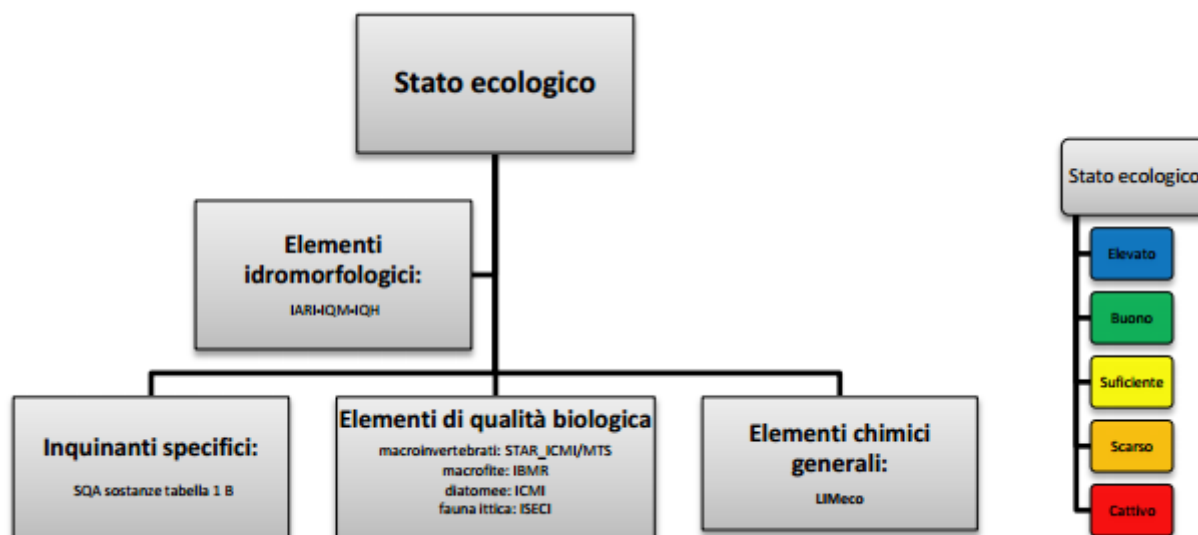 Stato ecologico
Elementi
idromorfologici:
IARI-IQM-IQH
Inquinanti specifici:
SQA sostanze tabella 1 B
Elementi di qualità biologica
macroinvertebrati: STAR_ICMI/MTS
macrofite: IBMR
diatomee: ICMI
fauna ittica: ISECI
Elementi chimici
generali:
LIMeco
Stato ecologico
Elevato
Buono
Suficiente
Scarso
Cattivo